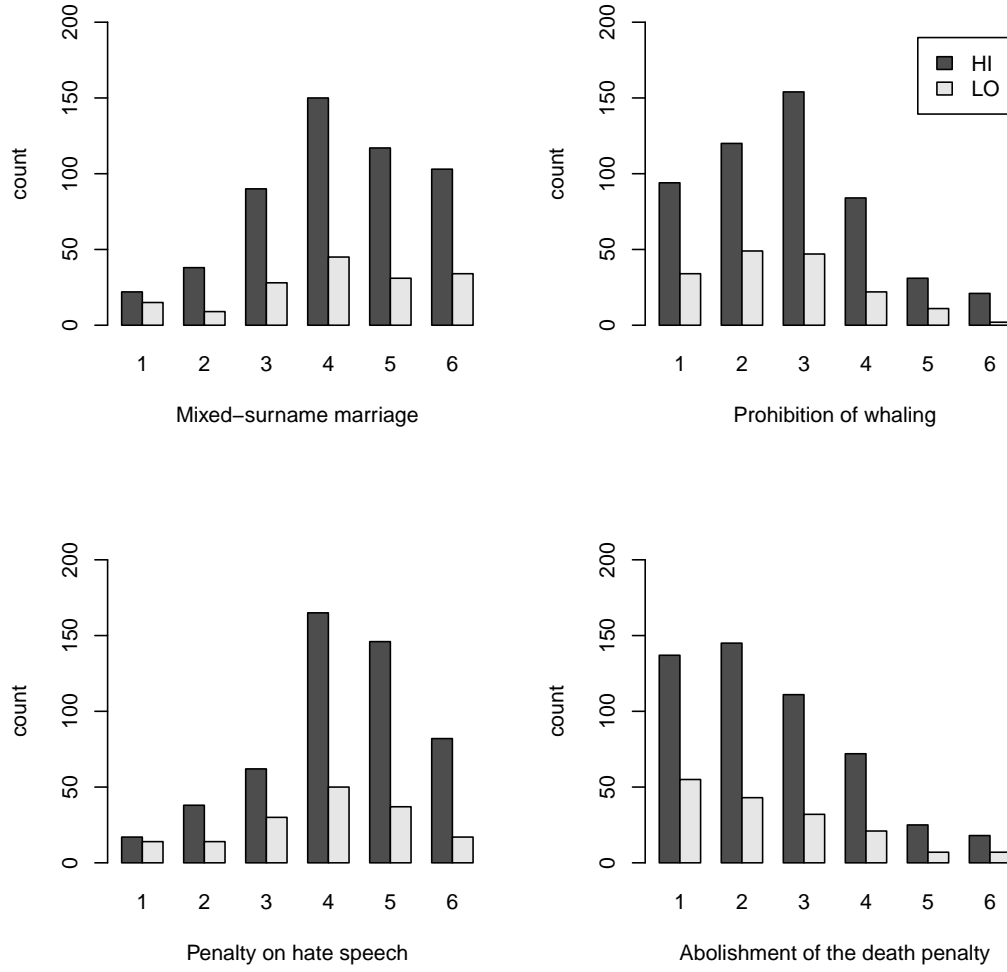 200
150
100
50
0
count
1 2 3 4 5 6
Mixed−surname marriage
200
150
100
50
0
count
HI
LO
1 2 3 4 5 6
Prohibition of whaling
200
150
100
50
0
count
1 2 3 4 5 6
Penalty on hate speech
200
150
100
50
0
count
1 2 3 4 5 6
Abolishment of the death penalty